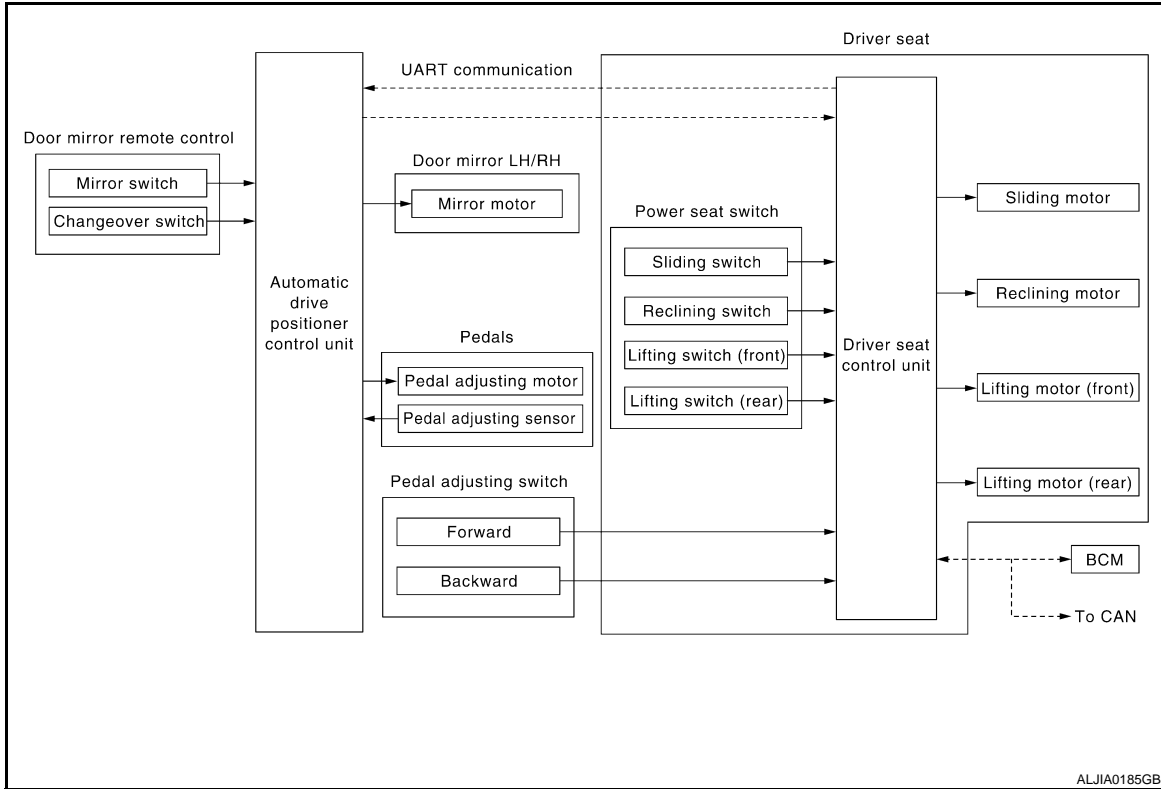 Driver seat
UART communication
Door mirror remote control
Mirror switch
Changeover switch
Automatic
drive
positioner
control unit
Door mirror LH/RH
Mirror motor
Pedals
Pedal adjusting motor
Pedal adjusting sensor
Pedal adjusting switch
Forward
Backward
Power seat switch
Sliding switch
Reclining switch
Lifting switch (front)
Lifting switch (rear)
Driver seat
control unit
Sliding motor
Reclining motor
Lifting motor (front)
Lifting motor (rear)
BCM
To CAN
ALJIA0185GB